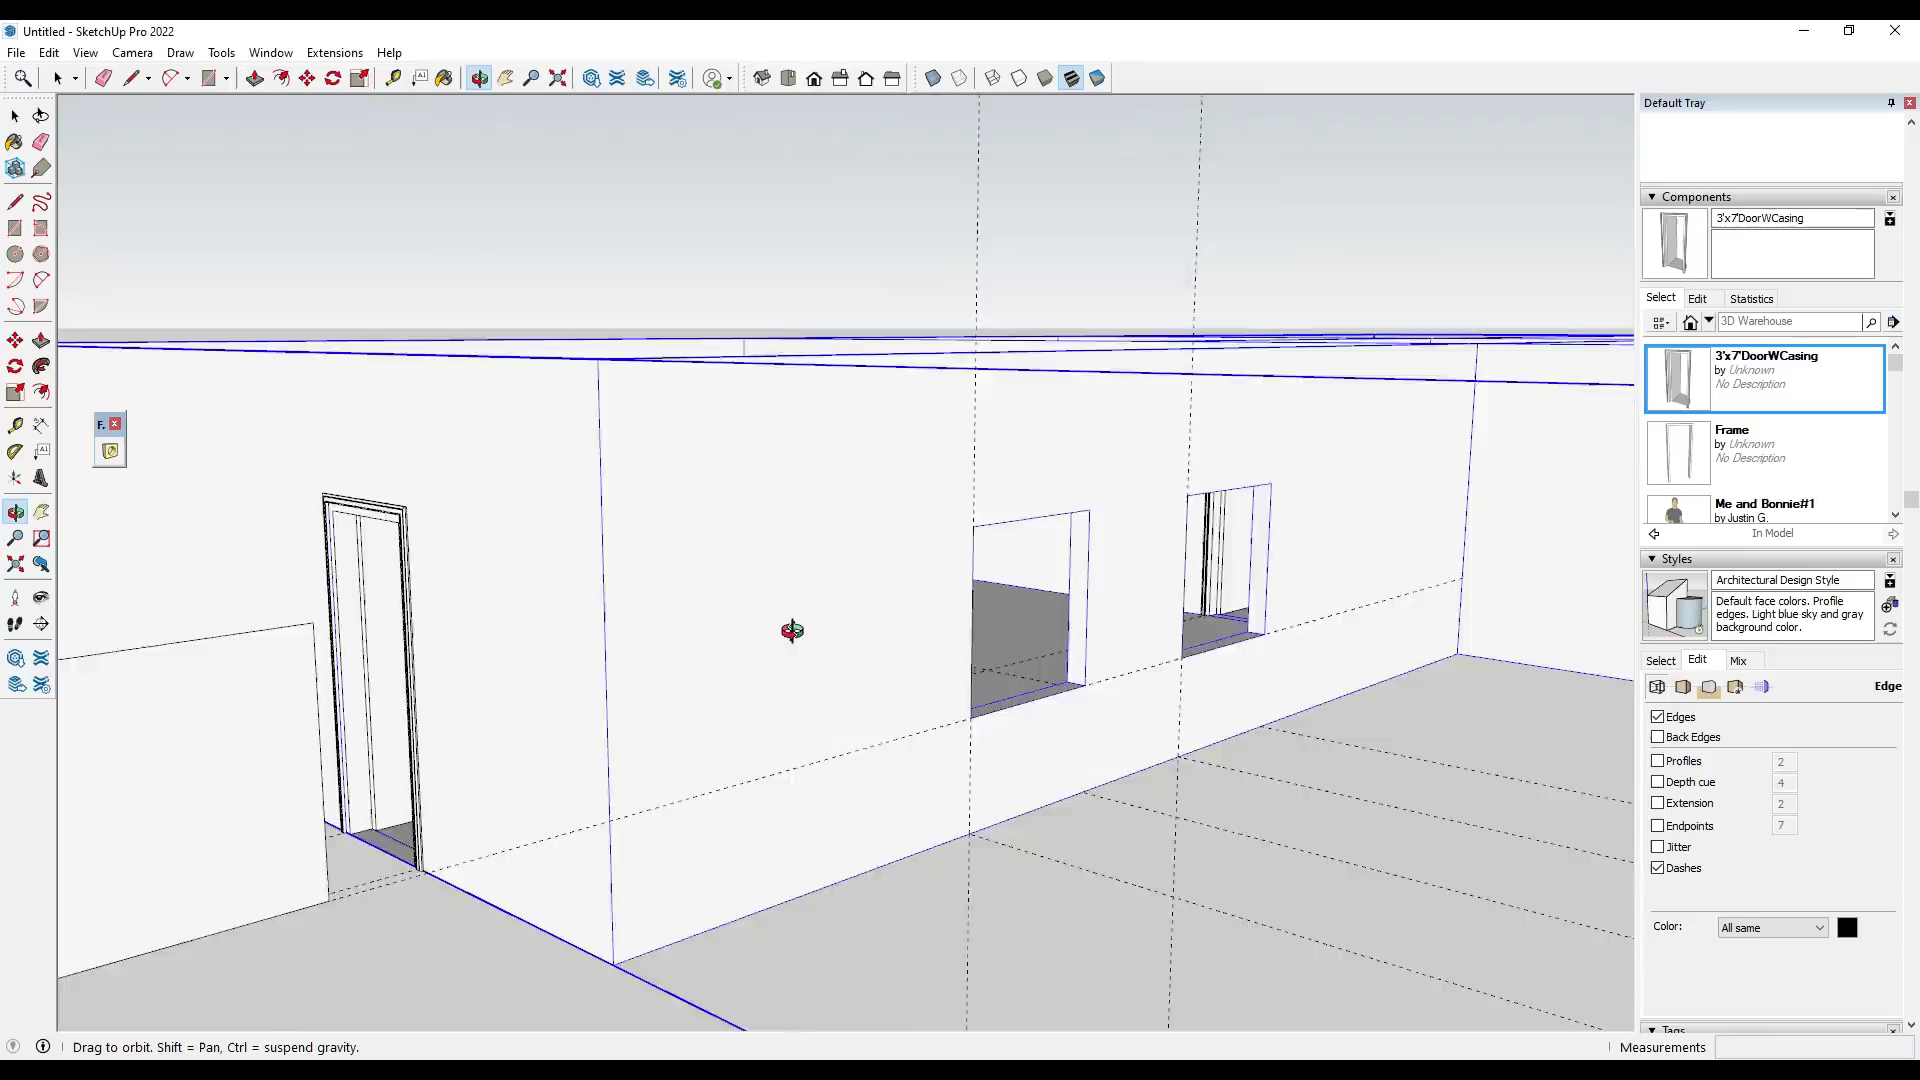 Untitled - SketchUp Pro 2022
File Edit View Camera Draw Tools Window Extensions Help
Default Tray
Components
3'x7'DoorWCasing
Select Edit Statistics
3D Warehouse
3'x7'DoorWCasing
by Unknown
No Description
Frame
by Unknown
No Description
Me and Bonnie#1
by Justin G.
In Model
F.
A1
A1
Styles
Architectural Design Style
Default face colors. Profile
edges. Light blue sky and gray
background color.
Select Edit Mix
Edge
Edges
Back Edges
Profiles 2
Depth cue 4
Extension 2
Endpoints 7
Jitter
Dashes
Color: All same
Tags
Drag to orbit. Shift = Pan, Ctrl = suspend gravity.
Measurements